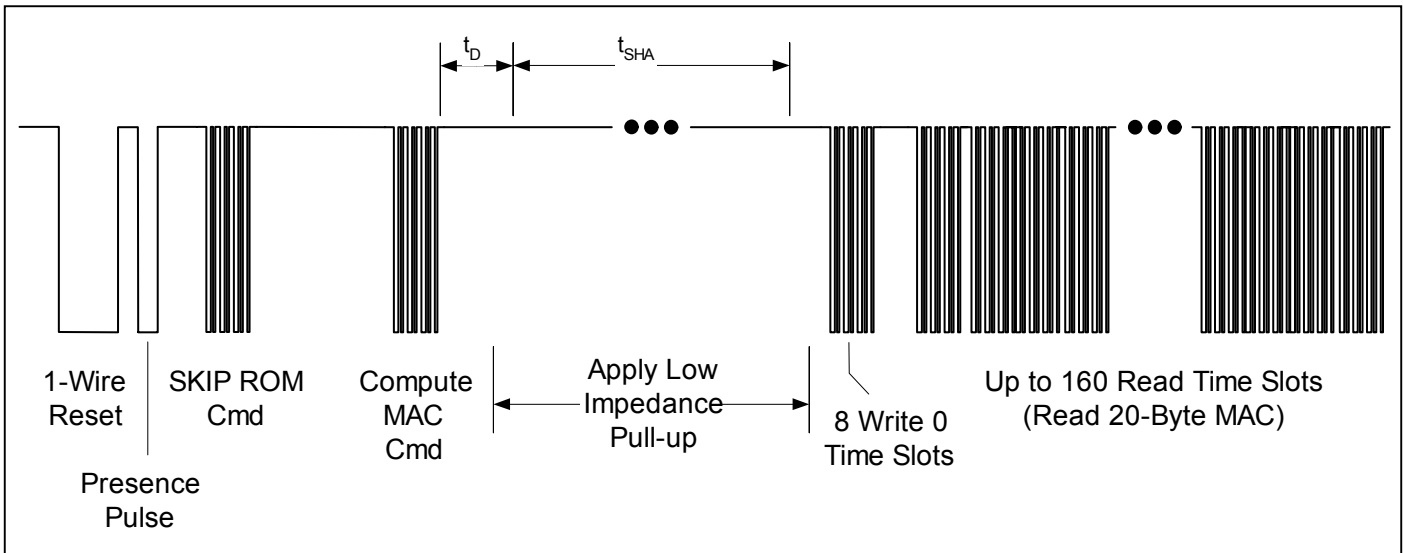 tD
tSHA
1-Wire
Reset
Presence
Pulse
SKIP ROM
Cmd
Compute
MAC
Cmd
Apply Low
Impedance
Pull-up
8 Write 0
Time Slots
Up to 160 Read Time Slots
(Read 20-Byte MAC)